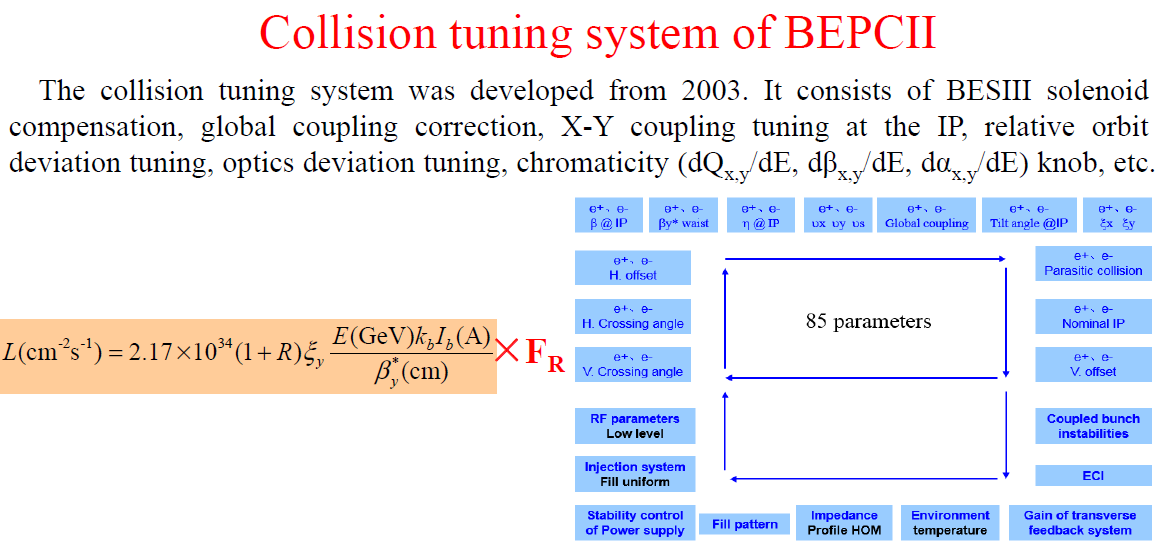 Collision tuning system of BEPCII
The collision tuning system was developed from 2003. It consists of BESIII solenoid
compensation, global coupling correction, X-Y coupling tuning at the IP, relative orbit
deviation tuning, optics deviation tuning, chromaticity (dQx,y/dE, dβx,y/dE, dαx,y/dE) knob, etc.
e+、e-
β @ IP
e+、e-
βy* waist
e+、e-
η @ IP
e+、e-
υx υy υs
e+、e-
Global coupling
e+、e-
Tilt angle @IP
e+、e-
ξx ξy
e+、e-
H. offset
e+、e-
Parasitic collision
e+、e-
H. Crossing angle
85 parameters
e+、e-
Nominal IP
L(cm⁻²s⁻¹) = 2.17×10³⁴(1+R)ξy E(GeV)kbIb(A) / βy*(cm) × FR
e+、e-
V. Crossing angle
e+、e-
V. offset
RF parameters
Low level
Coupled bunch
instabilities
Injection system
Fill uniform
ECI
Stability control
of Power supply
Fill pattern
Impedance
Profile HOM
Environment
temperature
Gain of transverse
feedback system